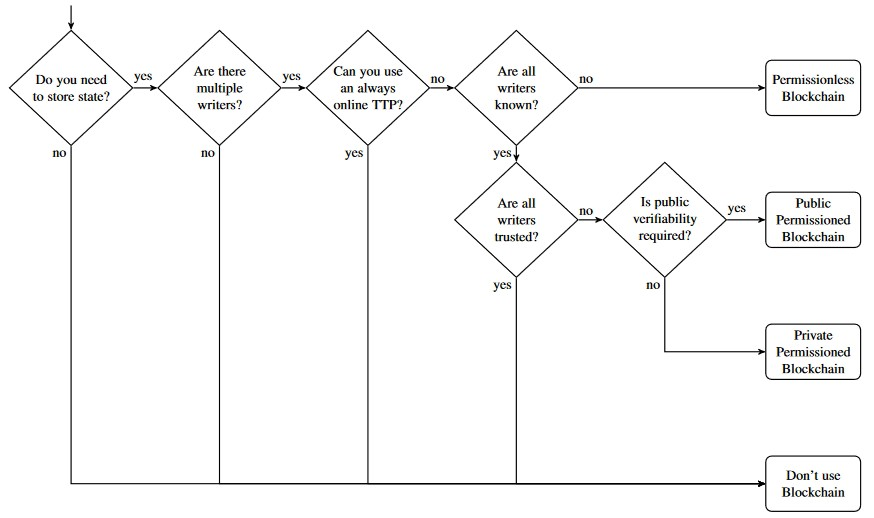 Do you need
to store state?
yes
no
Are there
multiple
writers?
yes
no
Can you use
an always
online TTP?
no
yes
Are all
writers
known?
no
yes
Permissionless
Blockchain
Are all
writers
trusted?
no
yes
Is public
verifiability
required?
yes
no
Public
Permissioned
Blockchain
Private
Permissioned
Blockchain
Don’t use
Blockchain